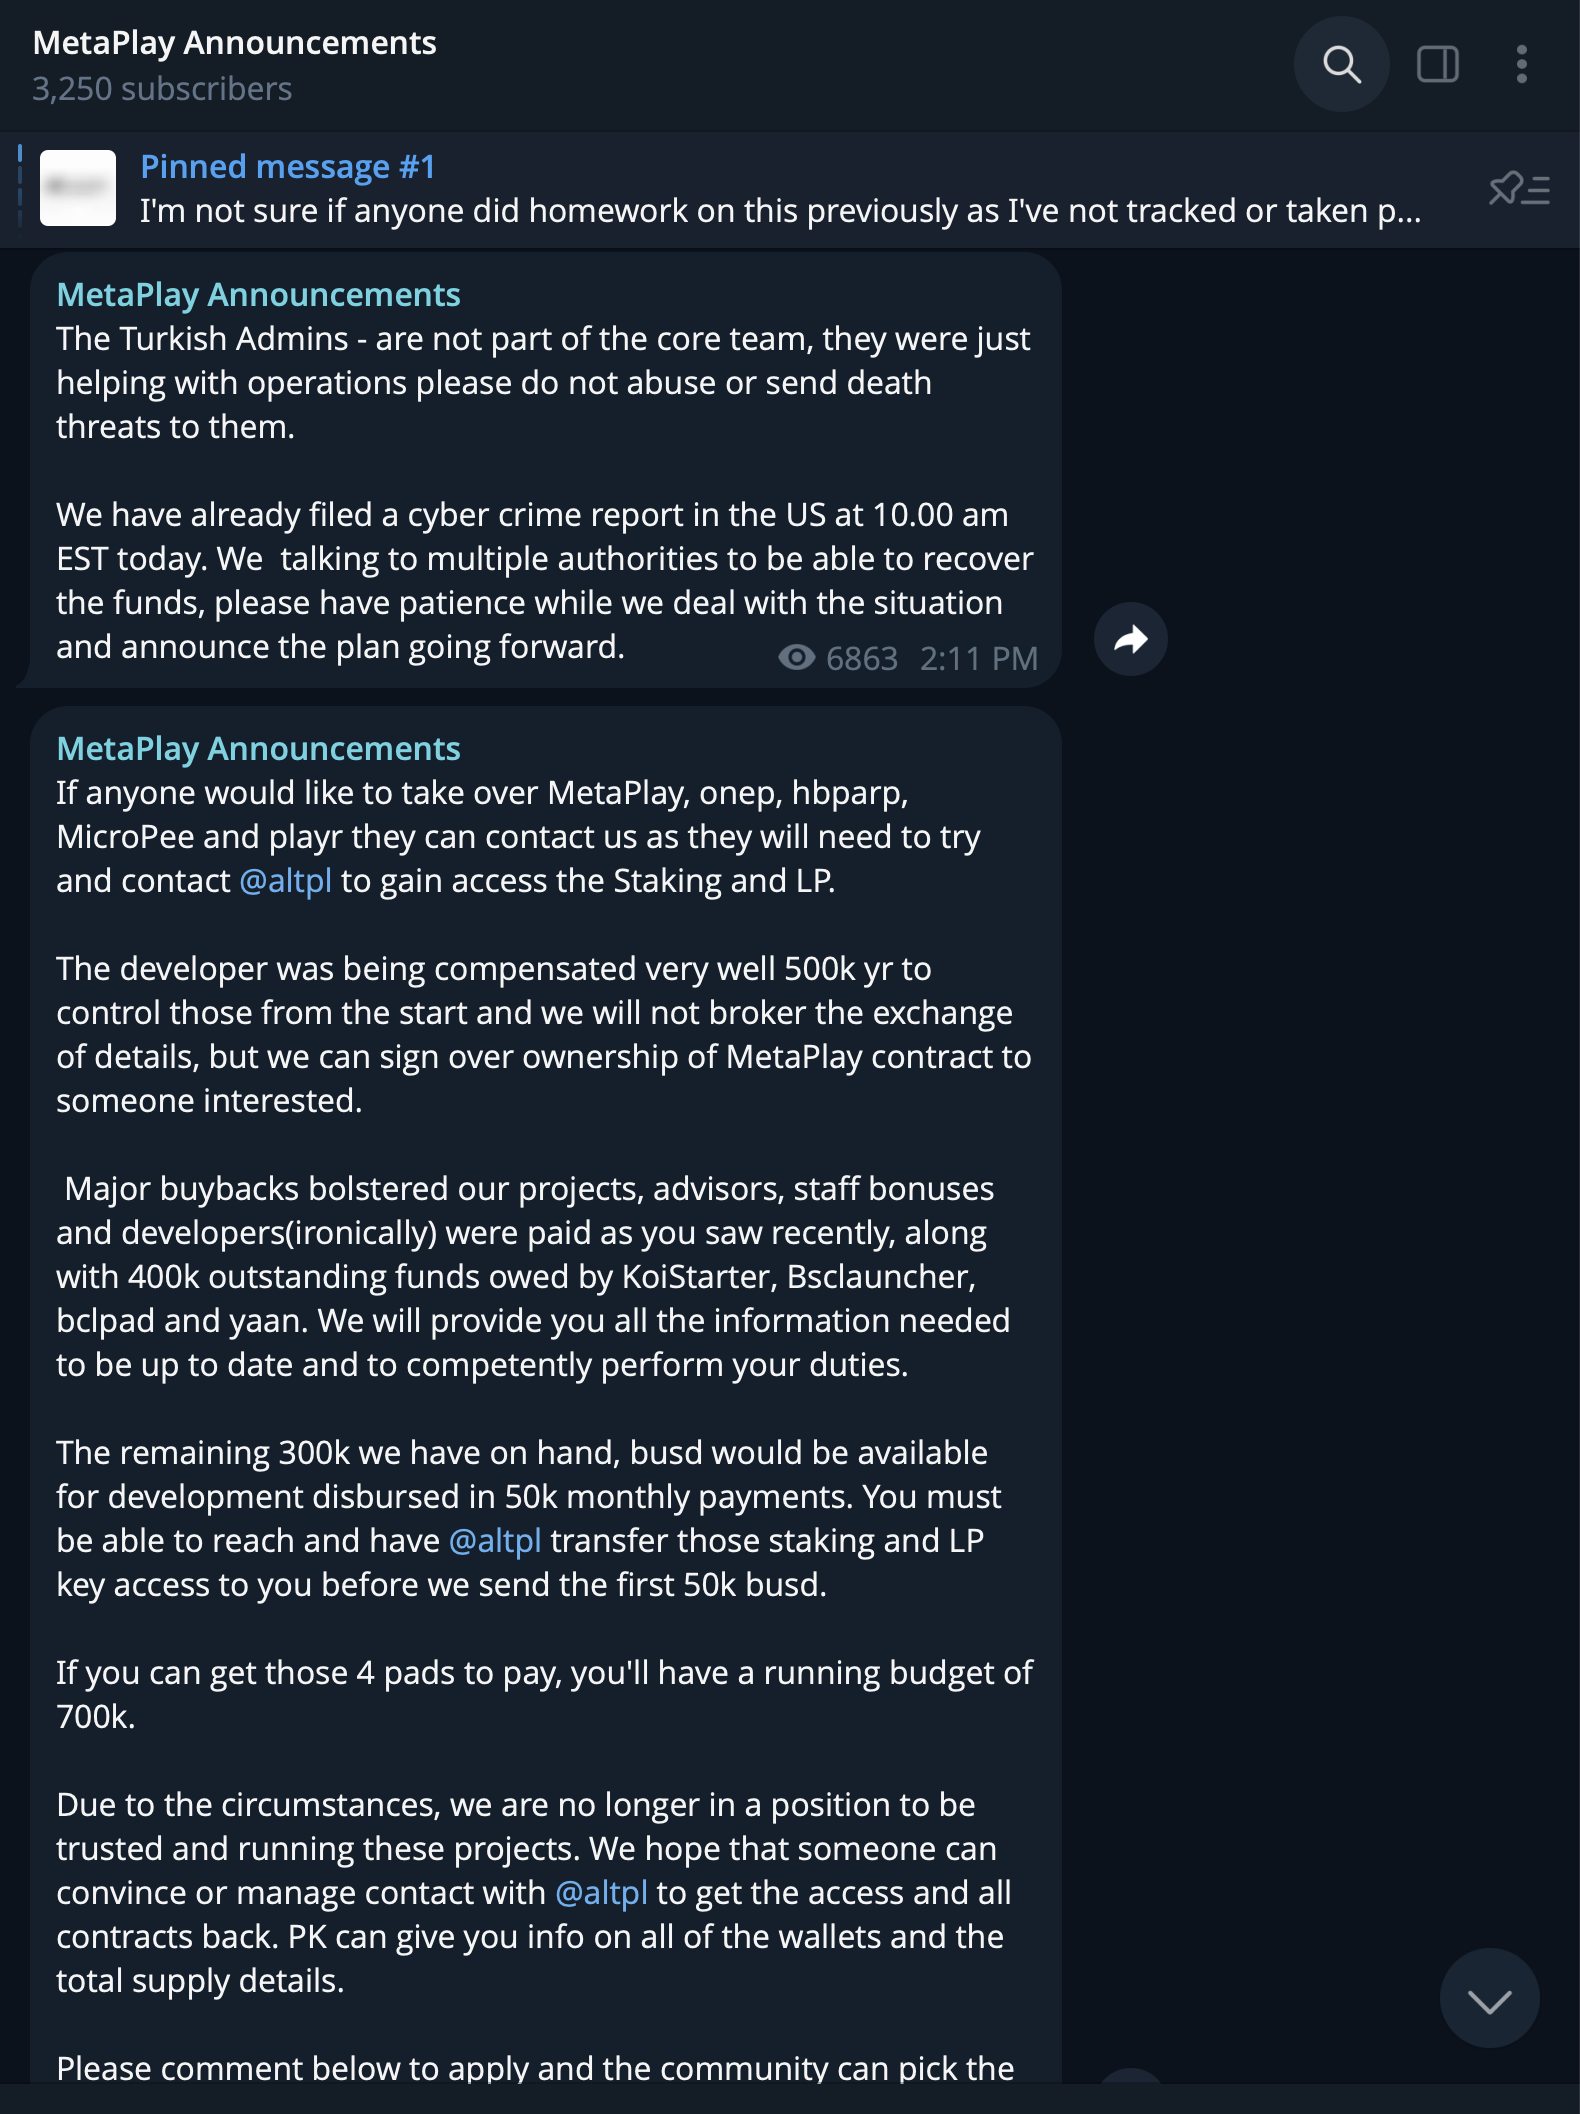 MetaPlay Announcements
3,250 subscribers
Pinned message #1
I'm not sure if anyone did homework on this previously as I've not tracked or taken p...
MetaPlay Announcements
The Turkish Admins - are not part of the core team, they were just
helping with operations please do not abuse or send death
threats to them.
We have already filed a cyber crime report in the US at 10.00 am
EST today. We  talking to multiple authorities to be able to recover
the funds, please have patience while we deal with the situation
and announce the plan going forward.
6863 2:11 PM
MetaPlay Announcements
If anyone would like to take over MetaPlay, onep, hbparp,
MicroPee and playr they can contact us as they will need to try
and contact @altpl to gain access the Staking and LP.
The developer was being compensated very well 500k yr to
control those from the start and we will not broker the exchange
of details, but we can sign over ownership of MetaPlay contract to
someone interested.
Major buybacks bolstered our projects, advisors, staff bonuses
and developers(ironically) were paid as you saw recently, along
with 400k outstanding funds owed by KoiStarter, Bsclauncher,
bclpad and yaan. We will provide you all the information needed
to be up to date and to competently perform your duties.
The remaining 300k we have on hand, busd would be available
for development disbursed in 50k monthly payments. You must
be able to reach and have @altpl transfer those staking and LP
key access to you before we send the first 50k busd.
If you can get those 4 pads to pay, you'll have a running budget of
700k.
Due to the circumstances, we are no longer in a position to be
trusted and running these projects. We hope that someone can
convince or manage contact with @altpl to get the access and all
contracts back. PK can give you info on all of the wallets and the
total supply details.
Please comment below to apply and the community can pick the